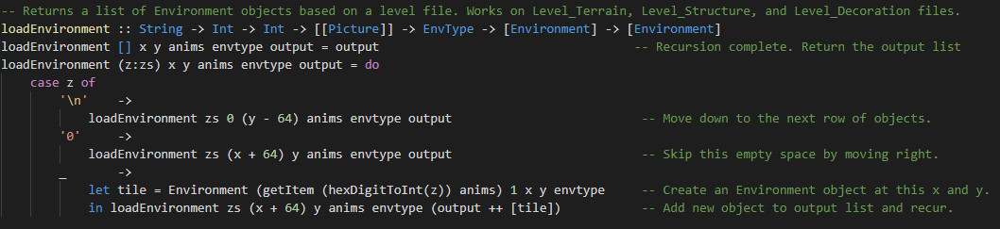 -- Returns a list of Environment objects based on a level file. Works on Level_Terrain, Level_Structure, and Level_Decoration files.
loadEnvironment :: String -> Int -> Int -> [[Picture]] -> EnvType -> [Environment] -> [Environment]
loadEnvironment [] x y anims envtype output = output -- Recursion complete. Return the output list
loadEnvironment (z:zs) x y anims envtype output = do
case z of
'\n' ->
loadEnvironment zs 0 (y - 64) anims envtype output -- Move down to the next row of objects.
'0' ->
loadEnvironment zs (x + 64) y anims envtype output -- Skip this empty space by moving right.
_ ->
let tile = Environment (getItem (hexDigitToInt(z)) anims) 1 x y envtype -- Create an Environment object at this x and y.
in loadEnvironment zs (x + 64) y anims envtype (output ++ [tile]) -- Add new object to output list and recur.